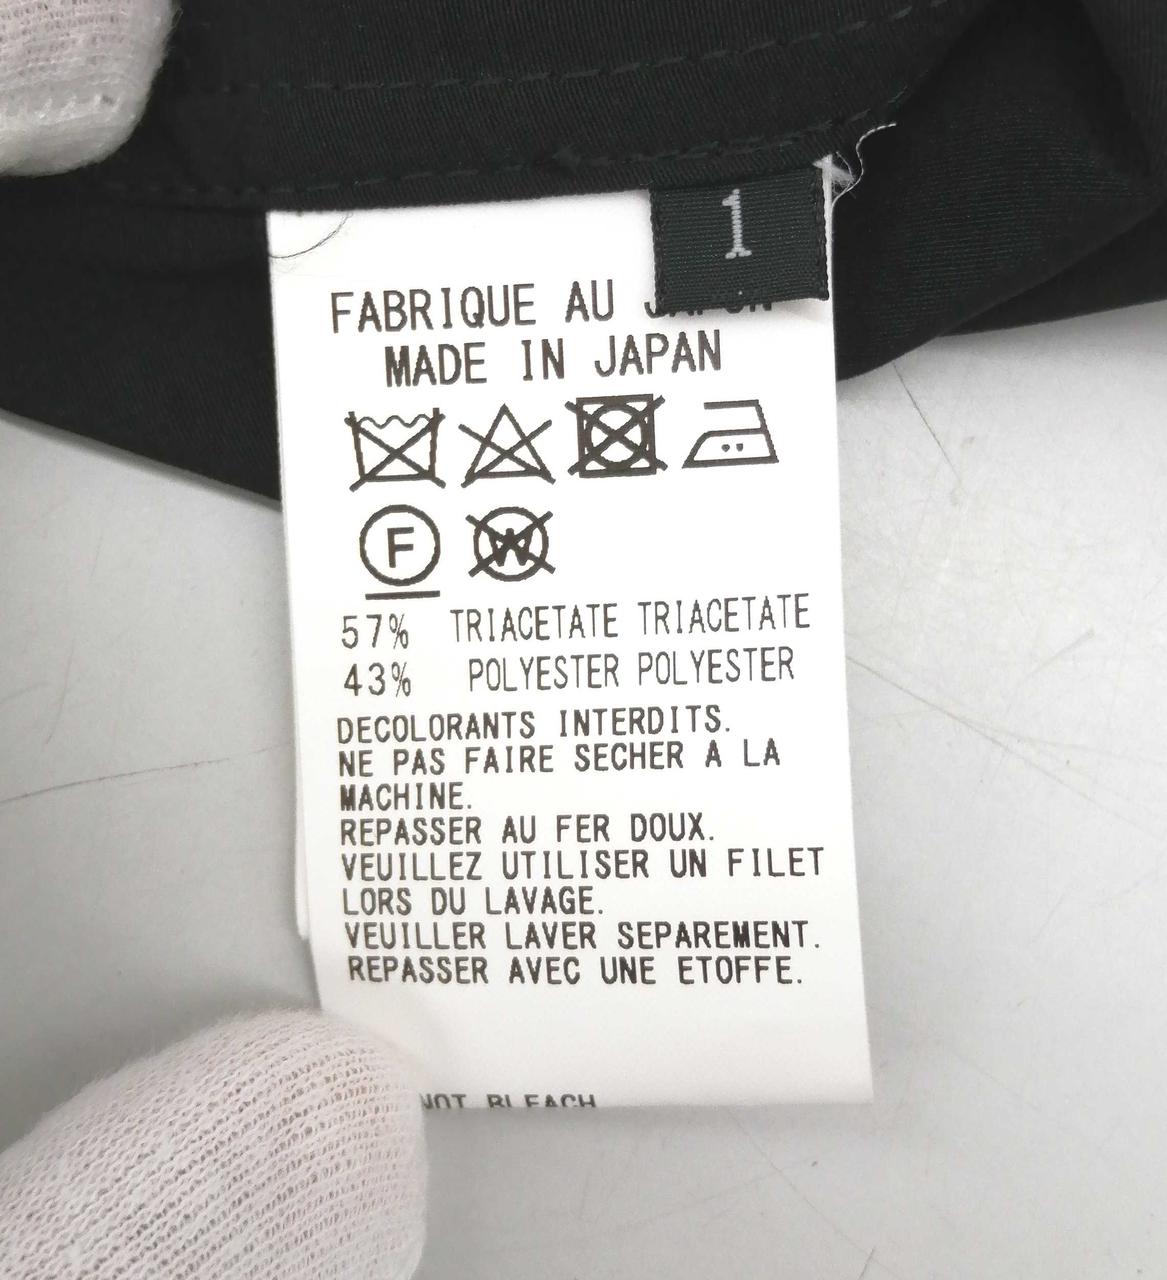 1
FABRIQUE AU JAPON
MADE IN JAPAN
F
W
57% TRIACETATE TRIACETATE
43% POLYESTER POLYESTER
DECOLORANTS INTERDITS.
NE PAS FAIRE SECHER A LA
MACHINE.
REPASSER AU FER DOUX.
VEUILLEZ UTILISER UN FILET
LORS DU LAVAGE.
VEUILLER LAVER SEPAREMENT.
REPASSER AVEC UNE ETOFFE.
NOT BLEACH